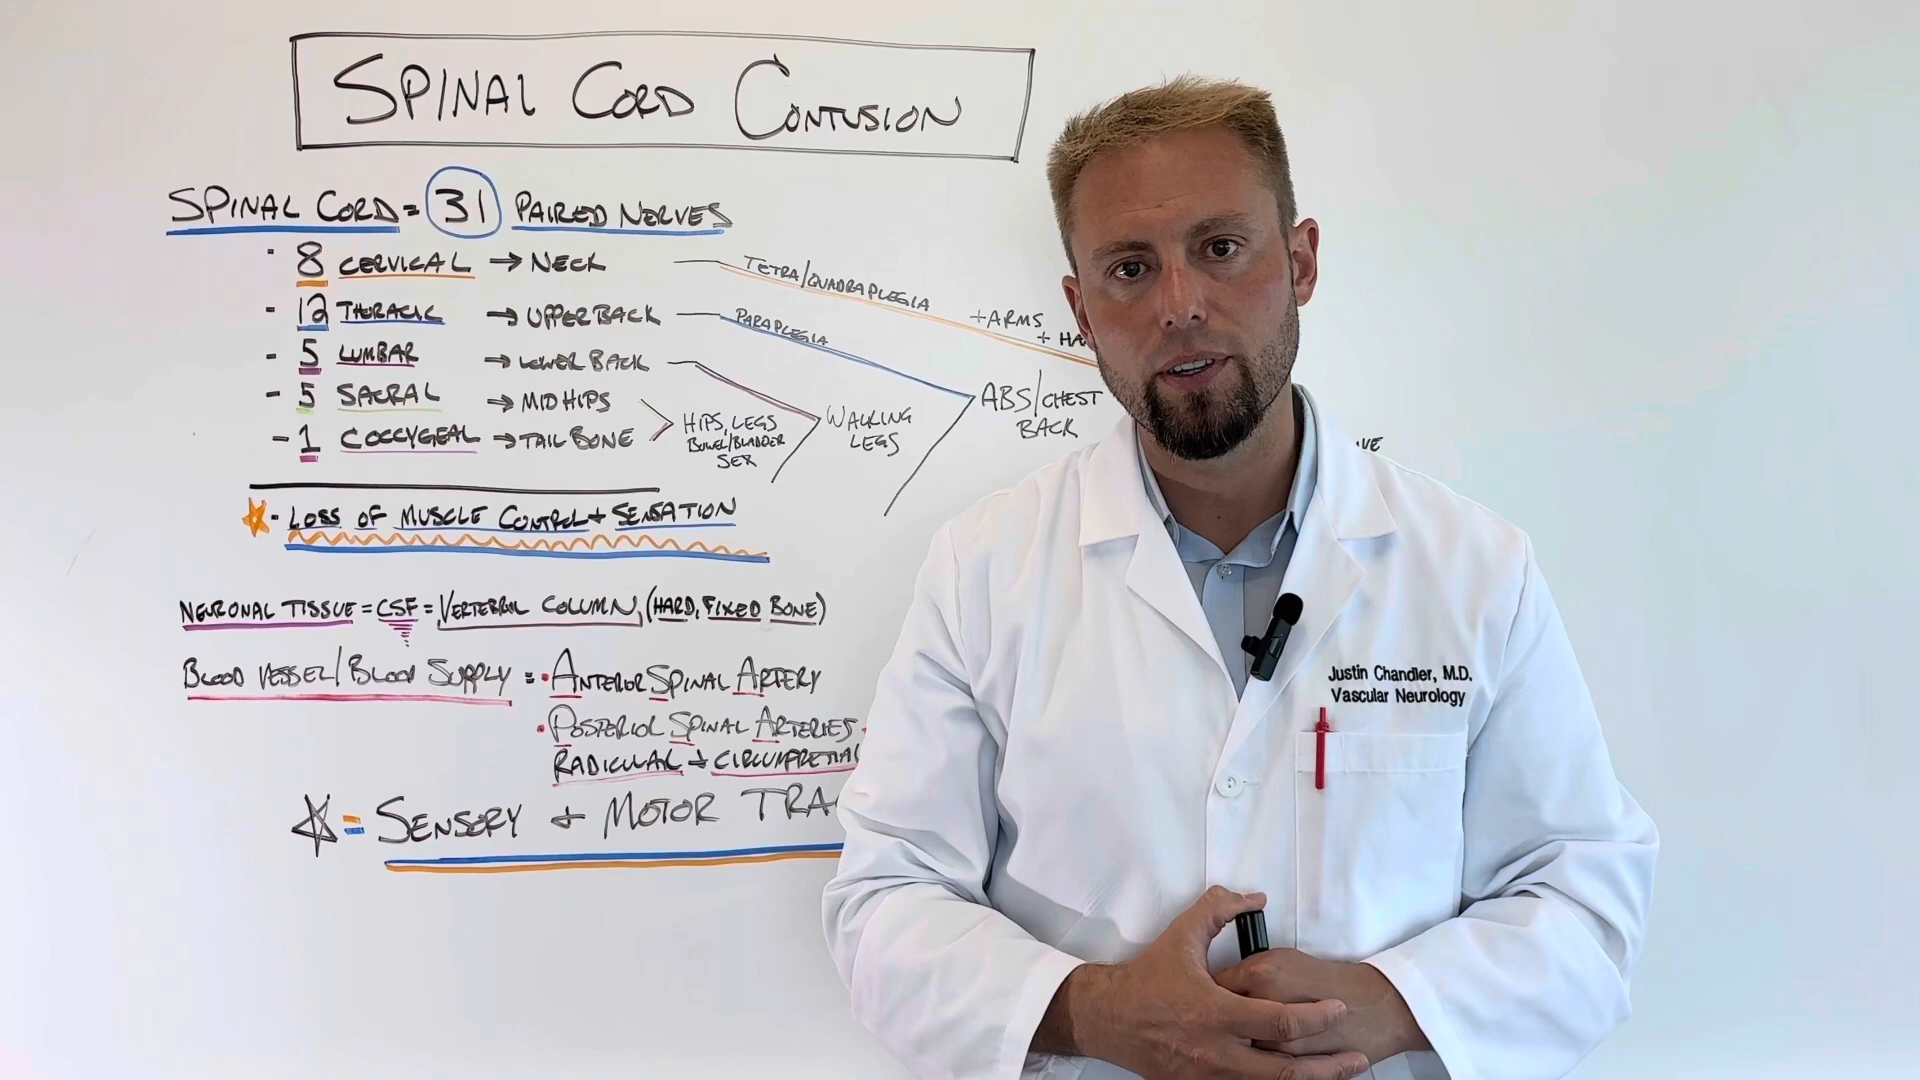 SPINAL CORD CONTUSION
SPINAL CORD = 31 PAIRED NERVES
- 8 CERVICAL → NECK
- 12 THORACIC → UPPER BACK
- 5 LUMBAR → LOWER BACK
- 5 SACRAL → MID HIPS
- 1 COCCYGEAL → TAIL BONE
TETRA/QUADRAPLEGIA
+ARMS
+ HA
PARAPLEGIA
ABS/CHEST
BACK
WALKING
LEGS
HIPS, LEGS
BOWEL/BLADDER
SEX
- LOSS OF MUSCLE CONTROL + SENSATION
NEURONAL TISSUE = CSF = VERTEBRAL COLUMN, (HARD, FIXED BONE)
BLOOD VESSEL/BLOOD SUPPLY = • ANTERIOR SPINAL ARTERY
• POSTERIOR SPINAL ARTERIES
RADICULAR + CIRCUMFRETIAL
= SENSORY + MOTOR TRA
Justin Chandler, M.D.
Vascular Neurology